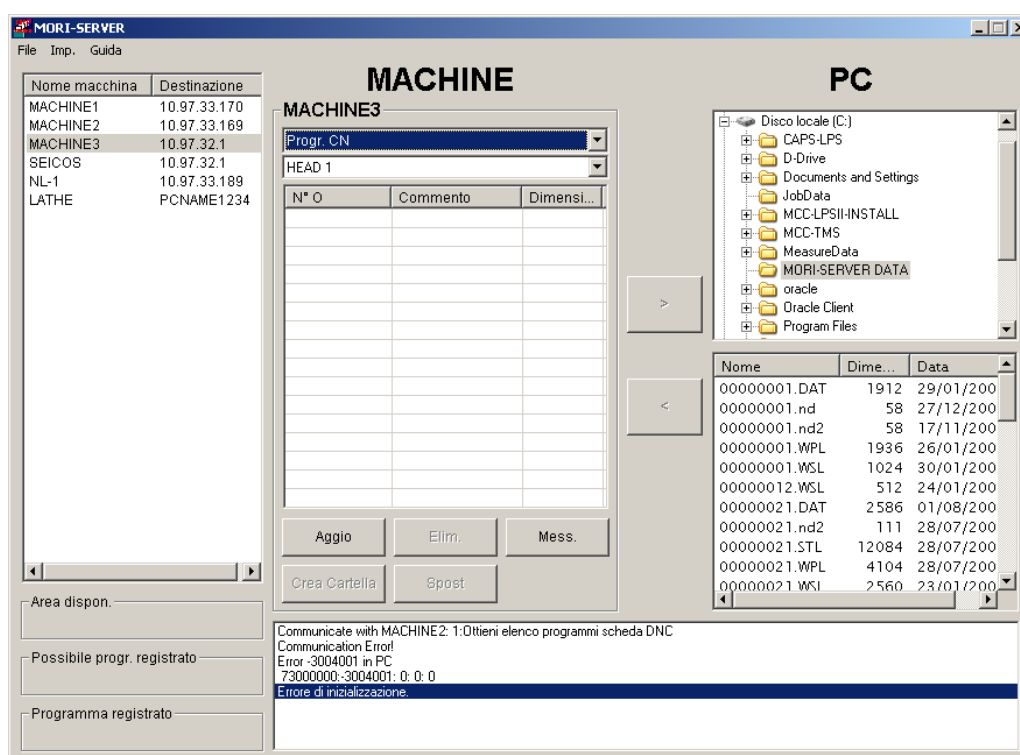 MORI-SERVER
File Imp. Guida
Nome macchina Destinazione
MACHINE1 10.97.33.170
MACHINE2 10.97.33.169
MACHINE3 10.97.32.1
SEICOS 10.97.32.1
NL-1 10.97.33.189
LATHE PCNAME1234
Area dispon.
Possibile progr. registrato
Programma registrato
MACHINE
MACHINE3
Progr. CN
HEAD 1
N° O Commento Dimensi...
Aggio Elim. Mess.
Crea Cartella Spost
>
<
PC
Disco locale (C:)
CAPS-LPS
D-Drive
Documents and Settings
JobData
MCC-LPSII-INSTALL
MCC-TMS
MeasureData
MORI-SERVER DATA
oracle
Oracle Client
Program Files
Nome Dime... Data
00000001.DAT 1912 29/01/200
00000001.nd 58 27/12/200
00000001.nd2 58 17/11/200
00000001.WPL 1936 26/01/200
00000001.WSL 1024 30/01/200
00000012.WSL 512 24/01/200
00000021.DAT 2586 01/08/200
00000021.nd2 111 28/07/200
00000021.STL 12084 28/07/200
00000021.WPL 4104 28/07/200
00000021.WSL 2560 23/01/200
Communicate with MACHINE2: 1:Ottieni elenco programmi scheda DNC
Communication Error!
Error -3004001 in PC
73000000:-3004001: 0: 0: 0
Errore di inizializzazione.